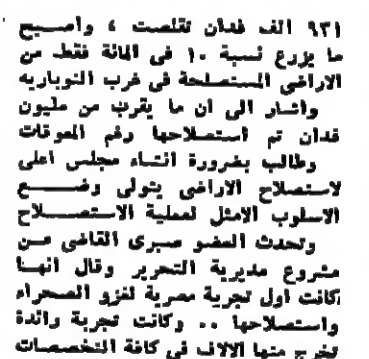 ٩٣١ الف فدان تقلصت ، وأصبح
ما يزرع نسبة ١٠ فى المائة فقط من
الاراضى المستصلحة فى غرب النوباريه
وأشار الى ان ما يقرب من مليون
فدان تم استصلاحها رغم المعوقات
وطالب بضرورة انشاء مجلس اعلى
لاستصلاح الاراضى يتولى وضع
الاسلوب الامثل لعملية الاستصلاح
وتحدث العضو صبرى القاضى عن
مشروع مديرية التحرير وقال انها
كانت اول تجربة مصرية لغزو الصحراء
واستصلاحها .. وكانت تجربة رائدة
تخرج منها الالاف فى كافة التخصصات